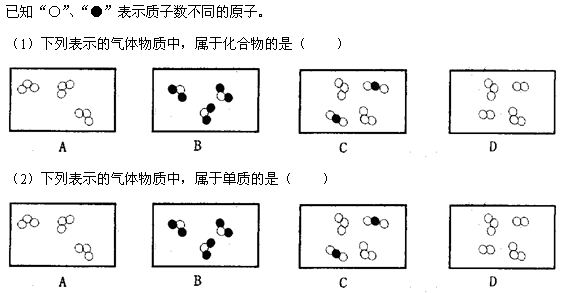 已知“○”、“●”表示质子数不同的原子。
(1)下列表示的气体物质中，属于化合物的是(　　)
A B C D
(2)下列表示的气体物质中，属于单质的是(　　)
A B C D